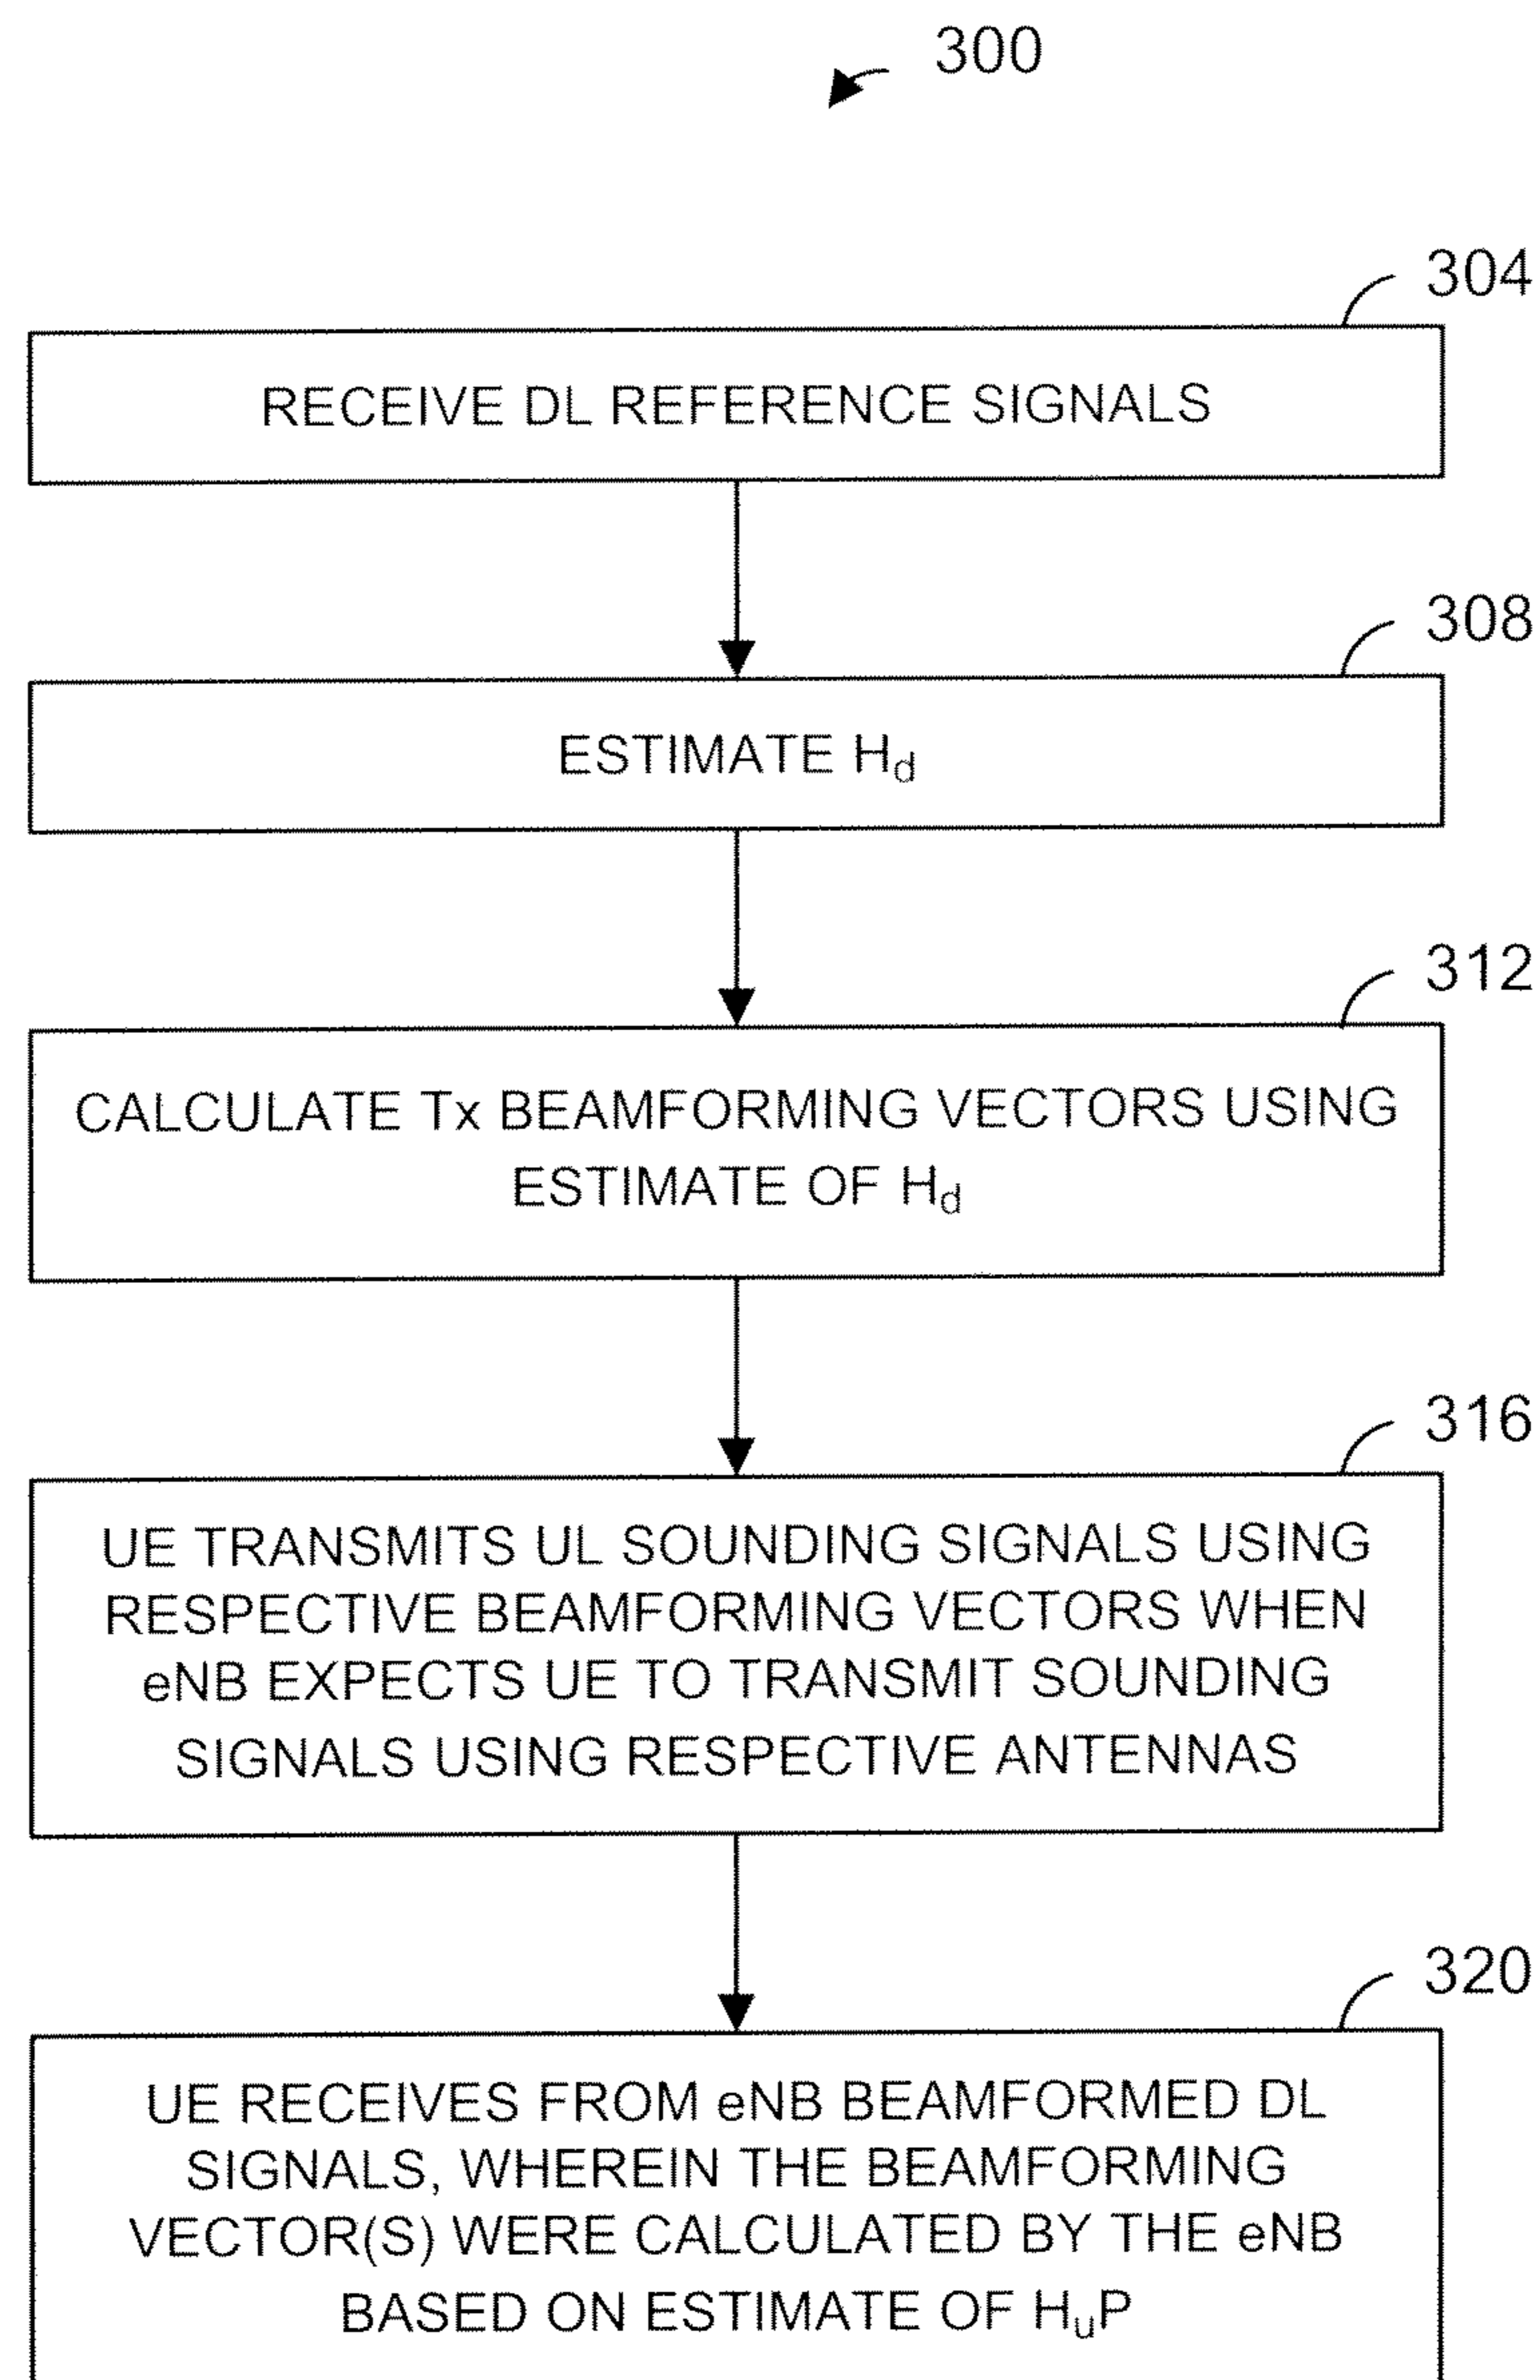 300
304
RECEIVE DL REFERENCE SIGNALS
308
ESTIMATE H_d
312
CALCULATE Tx BEAMFORMING VECTORS USING
ESTIMATE OF H_d
316
UE TRANSMITS UL SOUNDING SIGNALS USING
RESPECTIVE BEAMFORMING VECTORS WHEN
eNB EXPECTS UE TO TRANSMIT SOUNDING
SIGNALS USING RESPECTIVE ANTENNAS
320
UE RECEIVES FROM eNB BEAMFORMED DL
SIGNALS, WHEREIN THE BEAMFORMING
VECTOR(S) WERE CALCULATED BY THE eNB
BASED ON ESTIMATE OF H_uP